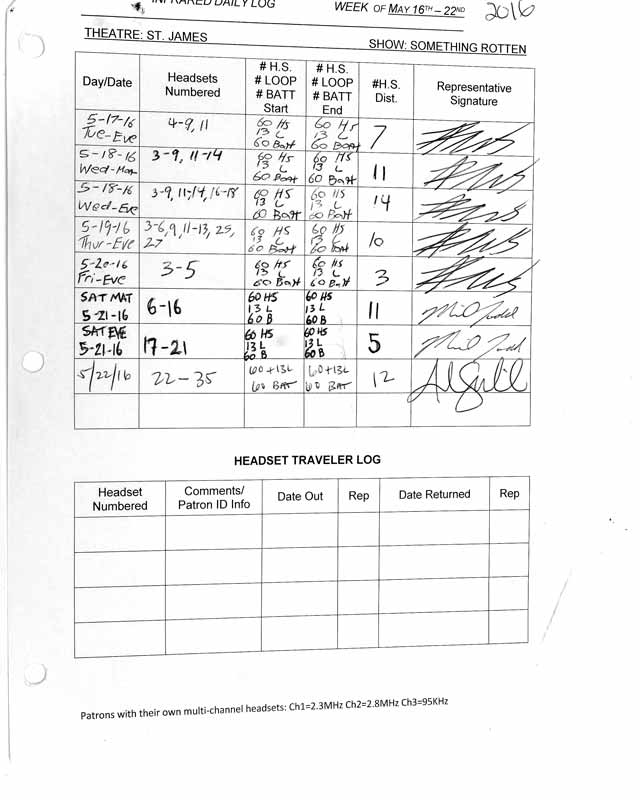 INFRARED DAILY LOG WEEK OF MAY 16TH – 22ND 2016
THEATRE: ST. JAMES
SHOW: SOMETHING ROTTEN
Day/Date
Headsets Numbered
# H.S. # LOOP # BATT Start
# H.S. # LOOP # BATT End
#H.S. Dist.
Representative Signature
5-17-16 Tue-Eve
4-9, 11
60 HS 13 L 60 Batt
60 HS 13 L 60 Batt
7
5-18-16 Wed-Mat
3-9, 11-14
60 HS 13 L 60 Batt
60 HS 13 L 60 Batt
11
5-18-16 Wed-Eve
3-9, 11-14, 16-18
60 HS 13 L 60 Batt
60 HS 13 L 60 Batt
14
5-19-16 Thur-Eve
3-6, 9, 11-13, 25, 27
60 HS 13 L 60 Batt
60 HS 13 L 60 Bat
10
5-20-16 Fri-Eve
3-5
60 HS 13 L 60 Batt
60 HS 13 L 60 Batt
3
SAT MAT 5-21-16
6-16
60 HS 13 L 60 B
60 HS 13 L 60 B
11
SAT EVE 5-21-16
17-21
60 HS 13 L 60 B
60 HS 13 L 60 B
5
5/22/16
22-35
60+13L 60 BAT
60+13L 60 BAT
12
HEADSET TRAVELER LOG
Headset Numbered
Comments/ Patron ID Info
Date Out
Rep
Date Returned
Rep
Patrons with their own multi-channel headsets: Ch1=2.3MHz Ch2=2.8MHz Ch3=95KHz